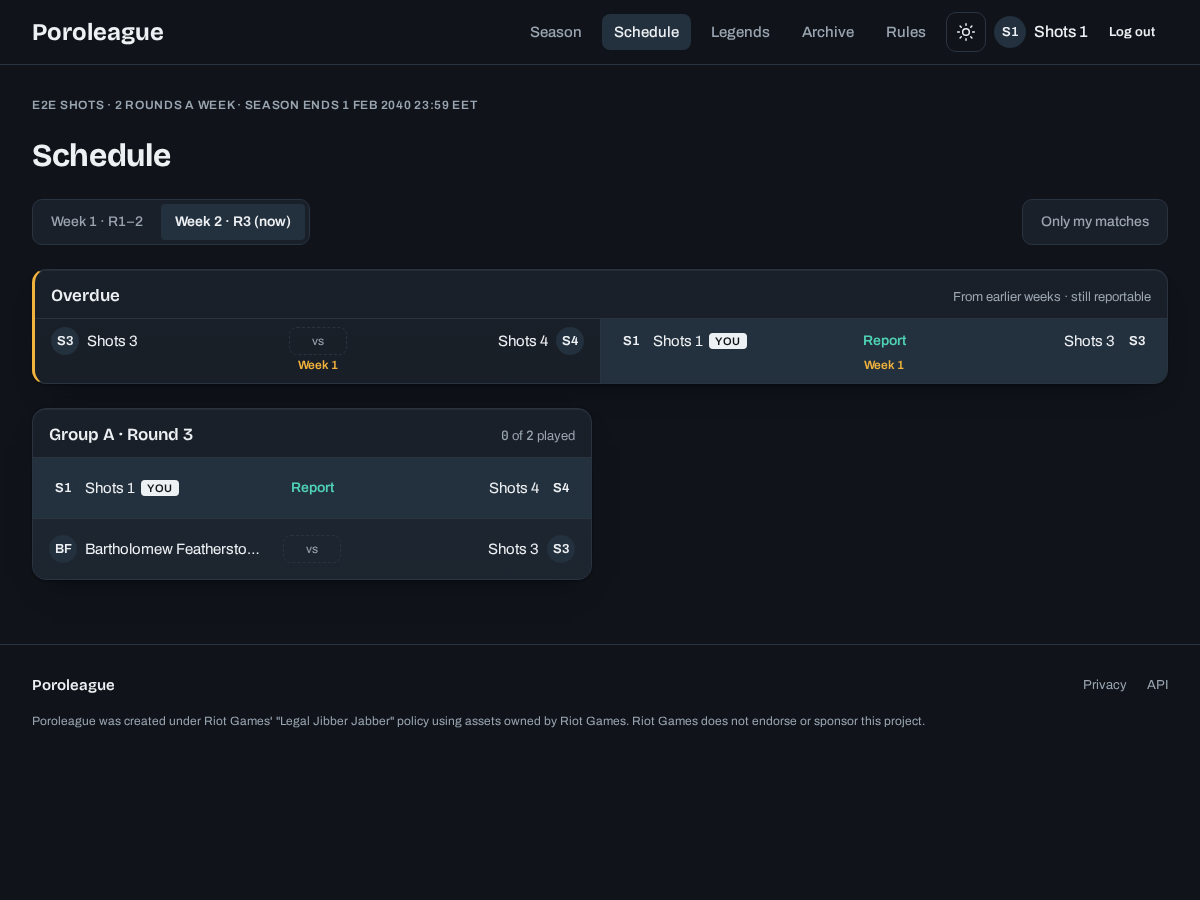 Poroleague
Season Schedule Legends Archive Rules S1 Shots 1 Log out
E2E SHOTS · 2 ROUNDS A WEEK · SEASON ENDS 1 FEB 2040 23:59 EET
Schedule
Week 1 · R1–2 Week 2 · R3 (now) Only my matches
Overdue From earlier weeks · still reportable
S3 Shots 3 vs Shots 4 S4
Week 1
S1 Shots 1 YOU Report Shots 3 S3
Week 1
Group A · Round 3 0 of 2 played
S1 Shots 1 YOU Report Shots 4 S4
BF Bartholomew Feathersto... vs Shots 3 S3
Poroleague Privacy API
Poroleague was created under Riot Games' "Legal Jibber Jabber" policy using assets owned by Riot Games. Riot Games does not endorse or sponsor this project.